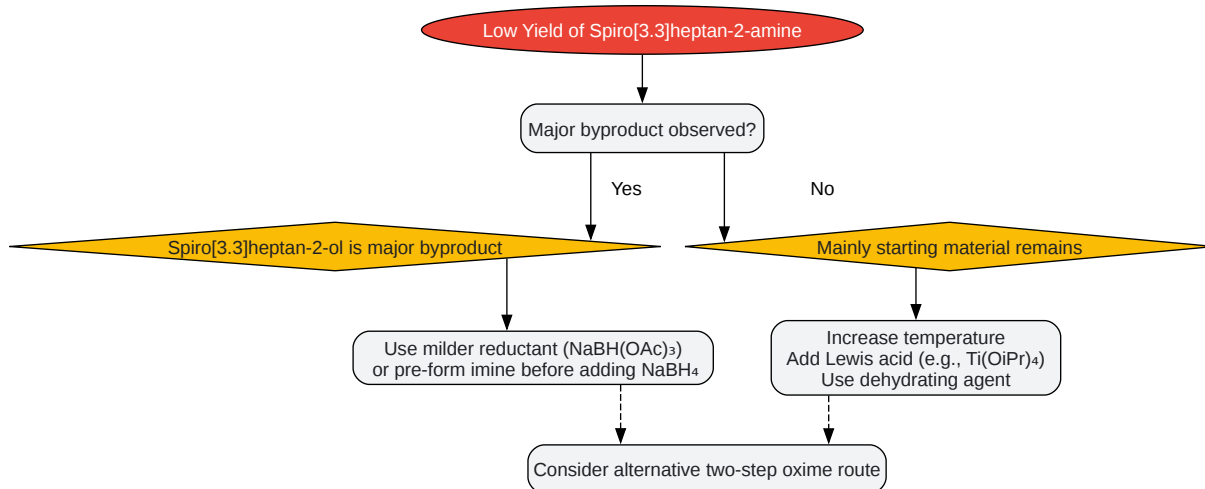 Low Yield of Spiro[3.3]heptan-2-amine
Major byproduct observed?
Yes
No
Spiro[3.3]heptan-2-ol is major byproduct
Mainly starting material remains
Use milder reductant (NaBH(OAc)₃)
or pre-form imine before adding NaBH₄
Increase temperature
Add Lewis acid (e.g., Ti(OiPr)₄)
Use dehydrating agent
Consider alternative two-step oxime route